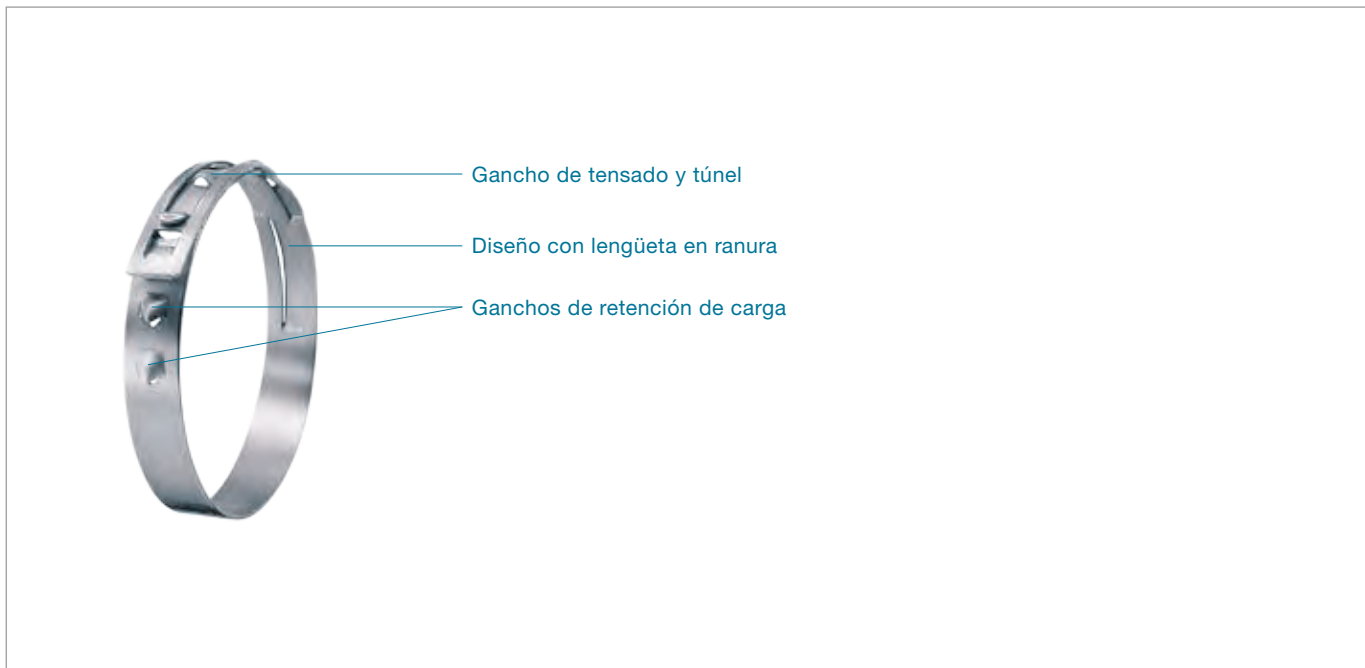 Gancho de tensado y túnel
Diseño con lengüeta en ranura
Ganchos de retención de carga